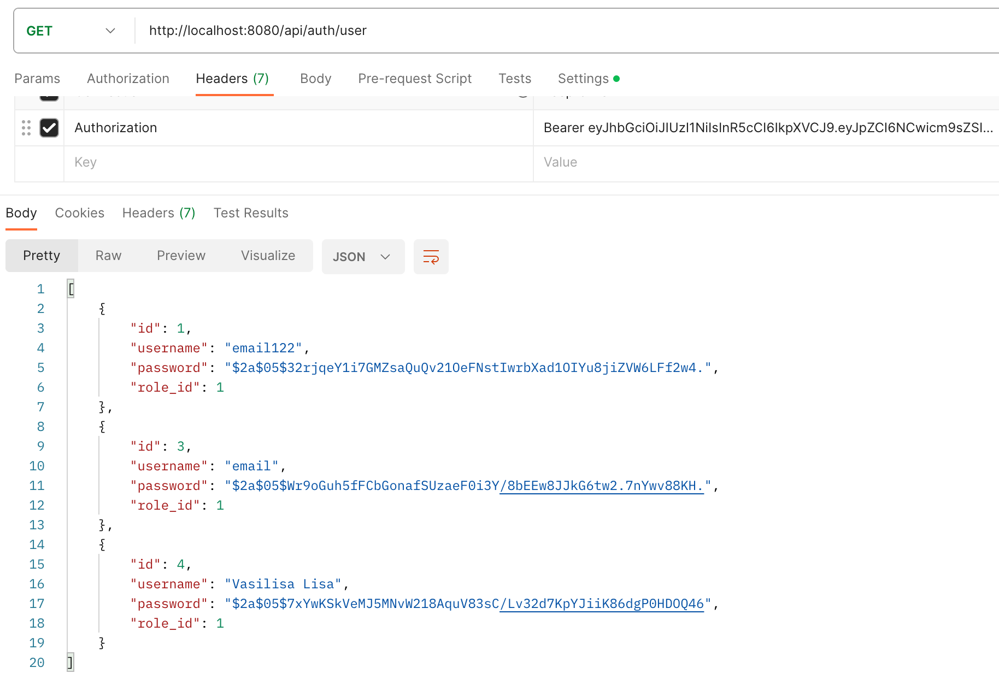 GET http://localhost:8080/api/auth/user
Params Authorization Headers (7) Body Pre-request Script Tests Settings
Authorization Bearer eyJhbGciOiJIUzI1NiIsInR5cCI6IkpXVCJ9.eyJpZCI6NCwicm9sZSI...
Key Value
Body Cookies Headers (7) Test Results
Pretty Raw Preview Visualize JSON
1 [
2 {
3 "id": 1,
4 "username": "email122",
5 "password": "$2a$05$32rjqeY1i7GMZsaQuQv21OeFNstIwrbXad1OIYu8jiZVW6LFf2w4.",
6 "role_id": 1
7 },
8 {
9 "id": 3,
10 "username": "email",
11 "password": "$2a$05$Wr9oGuh5fFCbGonafSUzaeF0i3Y/8bEEw8JJkG6tw2.7nYwv88KH.",
12 "role_id": 1
13 },
14 {
15 "id": 4,
16 "username": "Vasilisa Lisa",
17 "password": "$2a$05$7xYwKSkVeMJ5MNvW218AquV83sC/Lv32d7KpYJiiK86dgP0HDOQ46",
18 "role_id": 1
19 }
20 ]